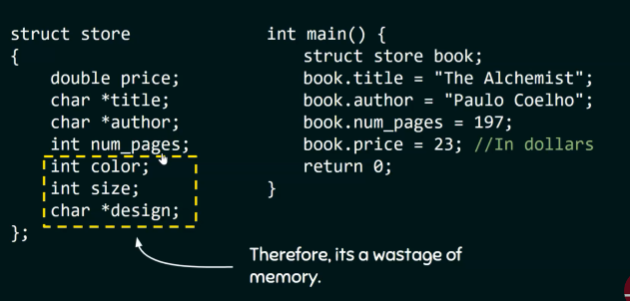 struct store
{
double price;
char *title;
char *author;
int num_pages;
int color;
int size;
char *design;
};
int main() {
struct store book;
book.title = "The Alchemist";
book.author = "Paulo Coelho";
book.num_pages = 197;
book.price = 23; //In dollars
return 0;
}
Therefore, its a wastage of
memory.